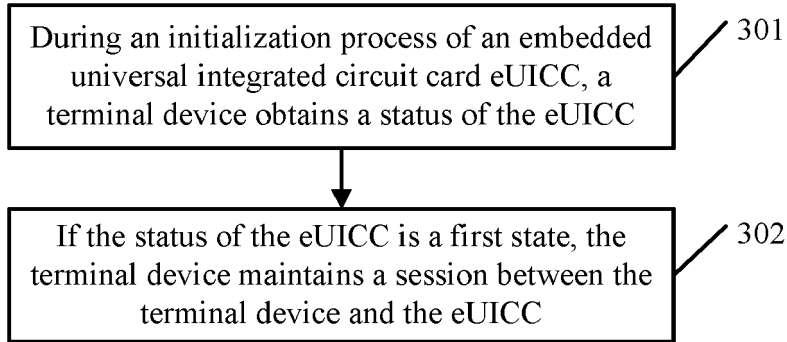 During an initialization process of an embedded
universal integrated circuit card eUICC, a
terminal device obtains a status of the eUICC
301
If the status of the eUICC is a first state, the
terminal device maintains a session between the
terminal device and the eUICC
302